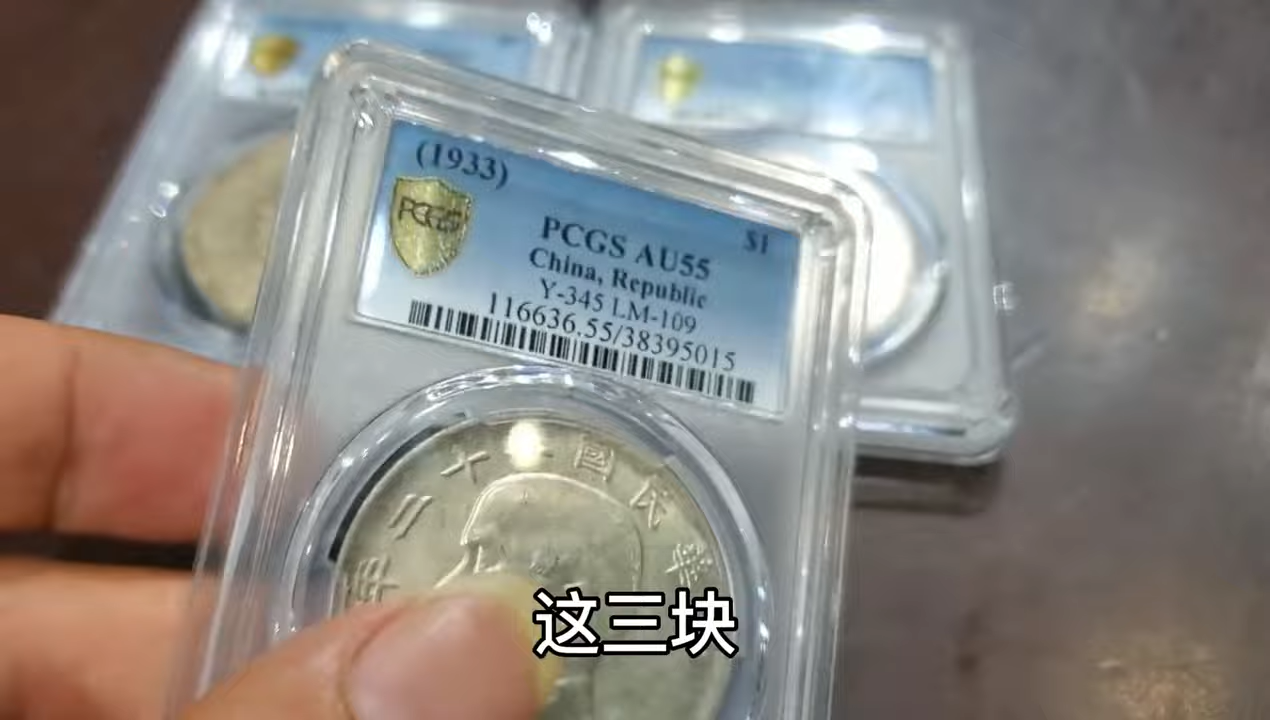 (1933)
$1
PCGS
PCGS AU55
China, Republic
Y-345 LM-109
116636.55/38395015
年二十二國民華
这三块